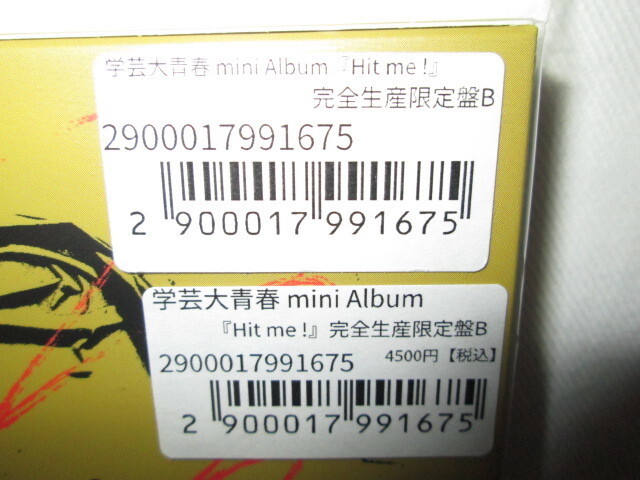 学芸大青春 mini Album『Hit me !』
完全生産限定盤B
2900017991675
2 900017 991675
学芸大青春 mini Album
『Hit me !』完全生産限定盤B
2900017991675 4500円【税込】
2 900017 991675